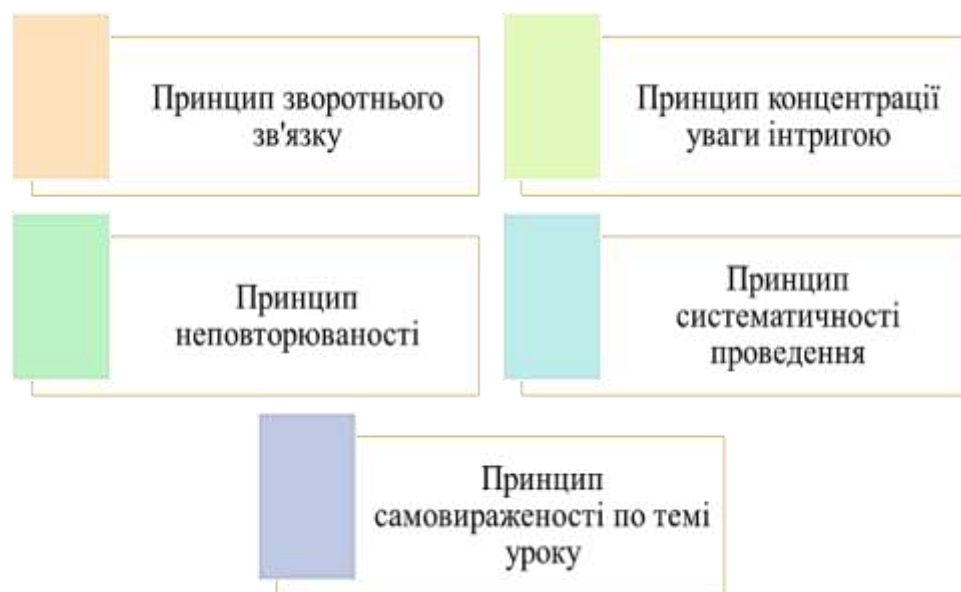 Принцип зворотнього
зв'язку
Принцип концентрації
уваги інтригою
Принцип
неповторюваності
Принцип
систематичності
проведення
Принцип
самовираженості по темі
уроку